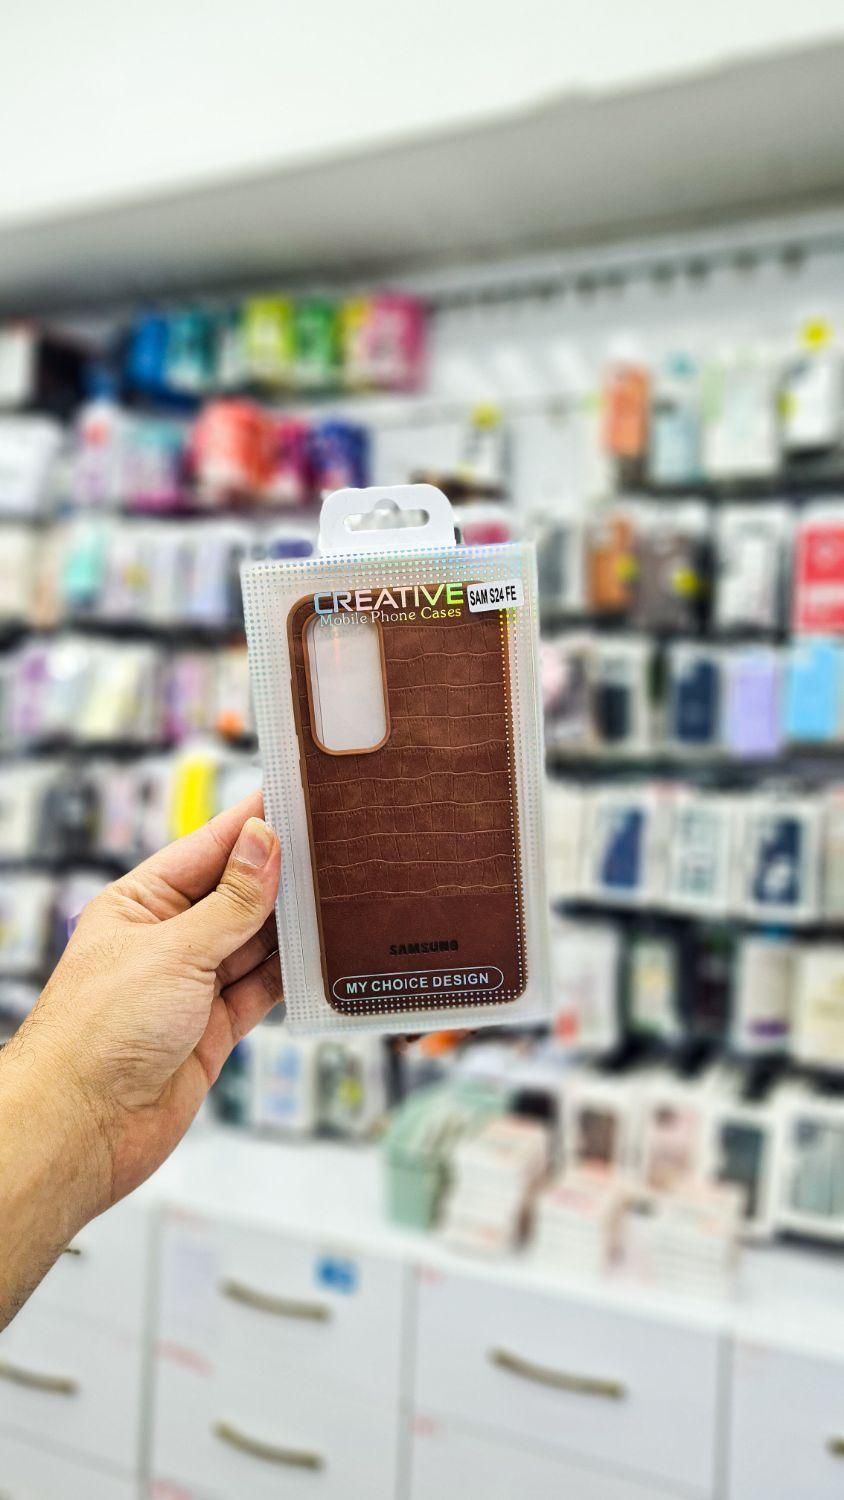 CREATIVE
SAM S24 FE
Mobile Phone Cases
SAMSUNG
MY CHOICE DESIGN